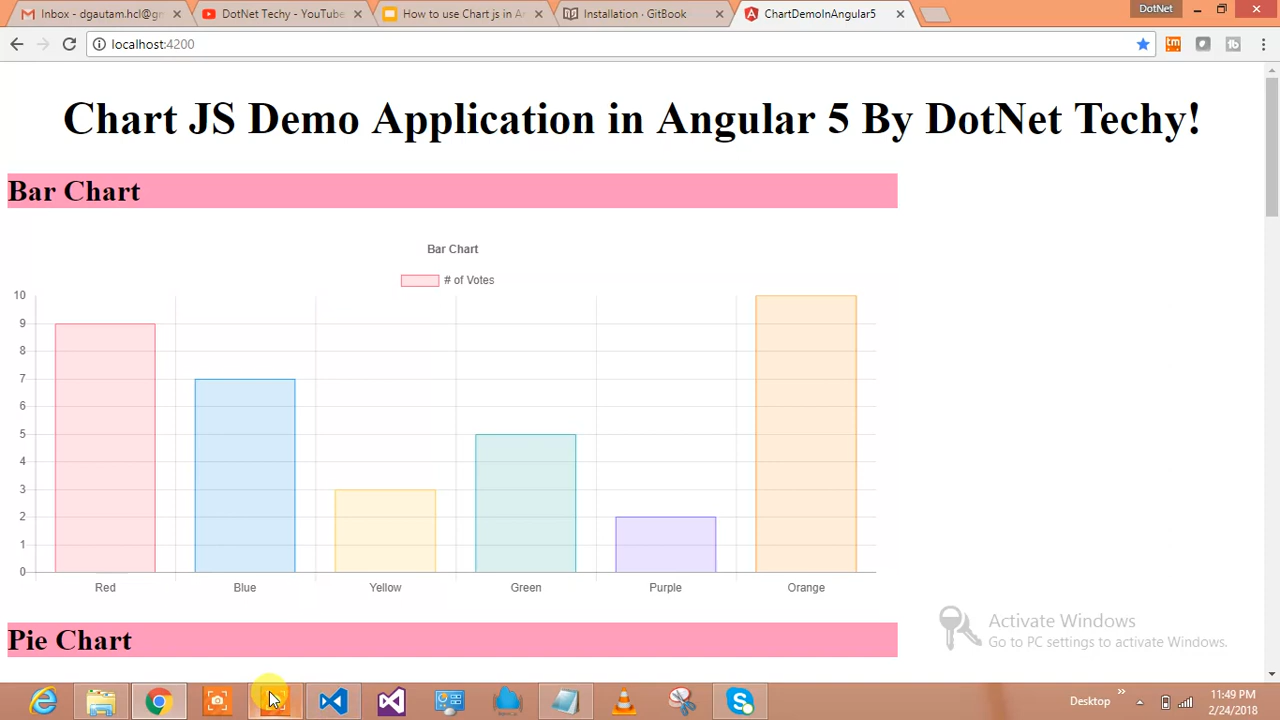 Inbox - dgautam.hcl@gr
DotNet Techy - YouTube
How to use Chart js in A
Installation · GitBook
ChartDemoInAngular5
DotNet
localhost:4200
Chart JS Demo Application in Angular 5 By DotNet Techy!
Bar Chart
Bar Chart
# of Votes
10
9
8
7
6
5
4
3
2
1
0
Red Blue Yellow Green Purple Orange
Activate Windows
Go to PC settings to activate Windows.
Pie Chart
Desktop
11:49 PM
2/24/2018